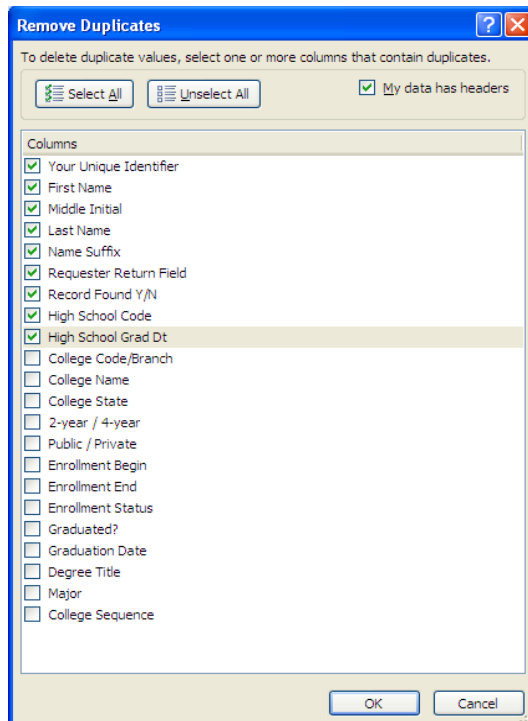 Remove Duplicates
To delete duplicate values, select one or more columns that contain duplicates.
Select All Unselect All My data has headers
Columns
Your Unique Identifier
First Name
Middle Initial
Last Name
Name Suffix
Requester Return Field
Record Found Y/N
High School Code
High School Grad Dt
College Code/Branch
College Name
College State
2-year / 4-year
Public / Private
Enrollment Begin
Enrollment End
Enrollment Status
Graduated?
Graduation Date
Degree Title
Major
College Sequence
OK Cancel